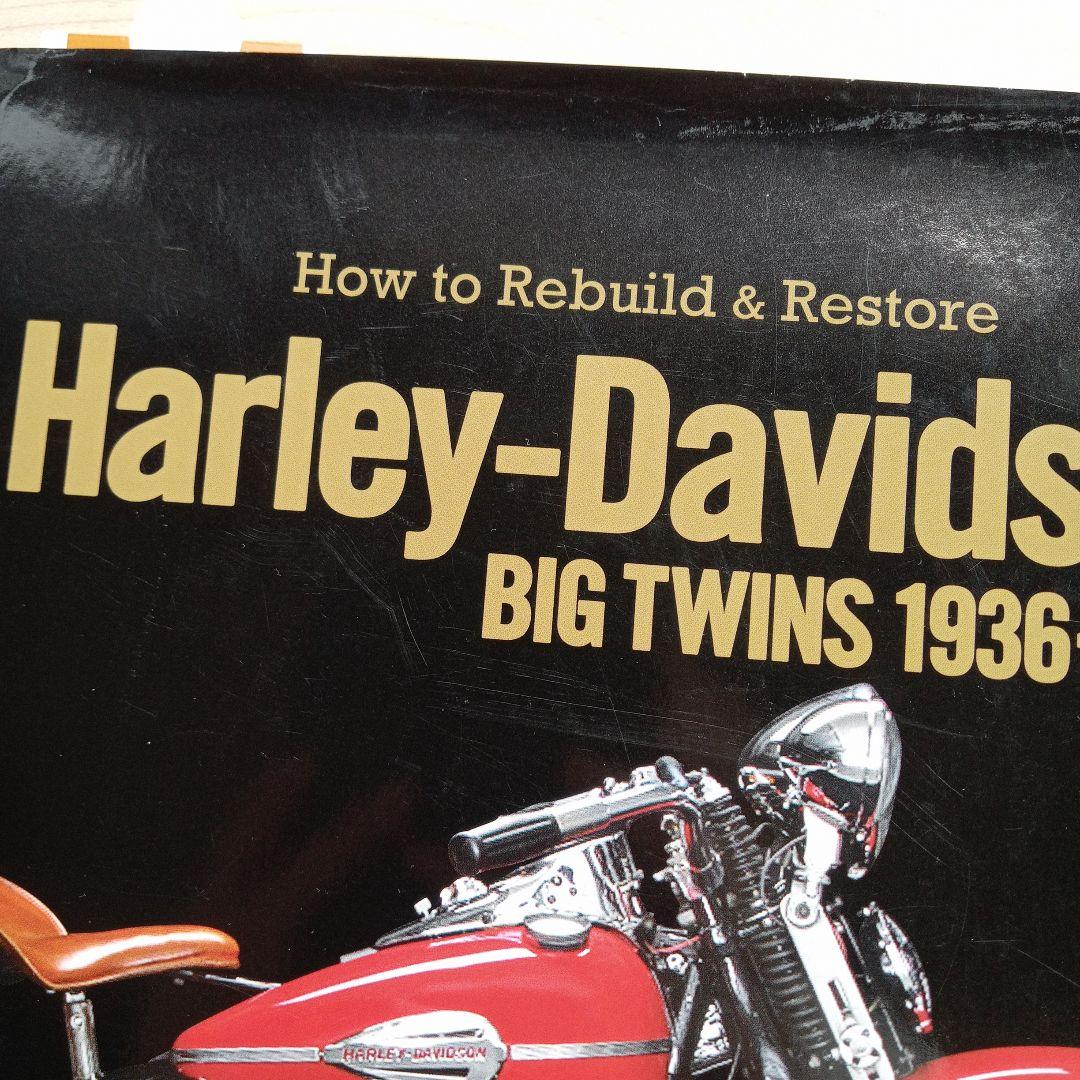 How to Rebuild & Restore
Harley-Davids
BIG TWINS 1936-
HARLEY-DAVIDSON